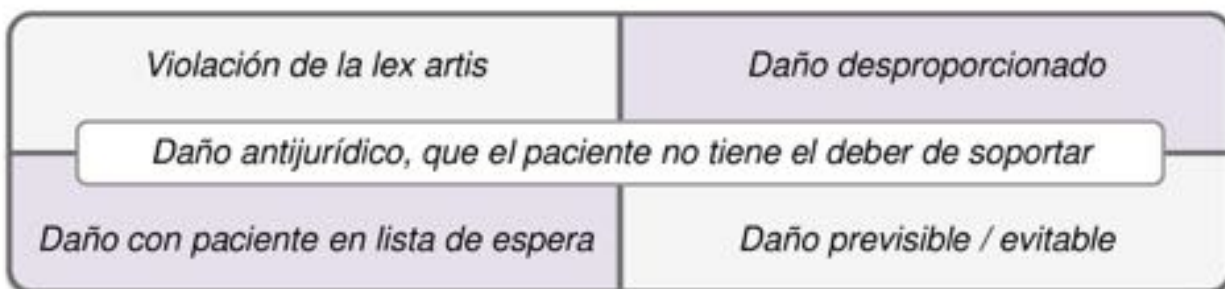 Violación de la lex artis
Daño desproporcionado
Daño antijurídico, que el paciente no tiene el deber de soportar
Daño con paciente en lista de espera
Daño previsible / evitable